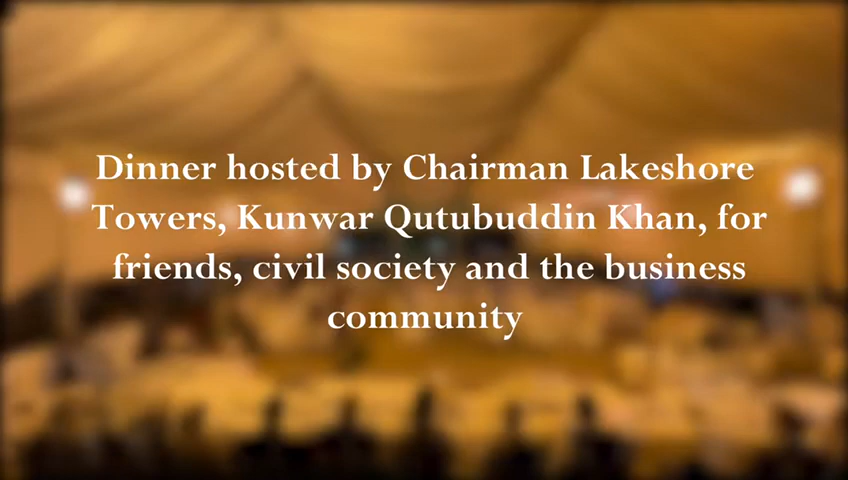 Dinner hosted by Chairman Lakeshore
Towers, Kunwar Qutubuddin Khan, for
friends, civil society and the business
community